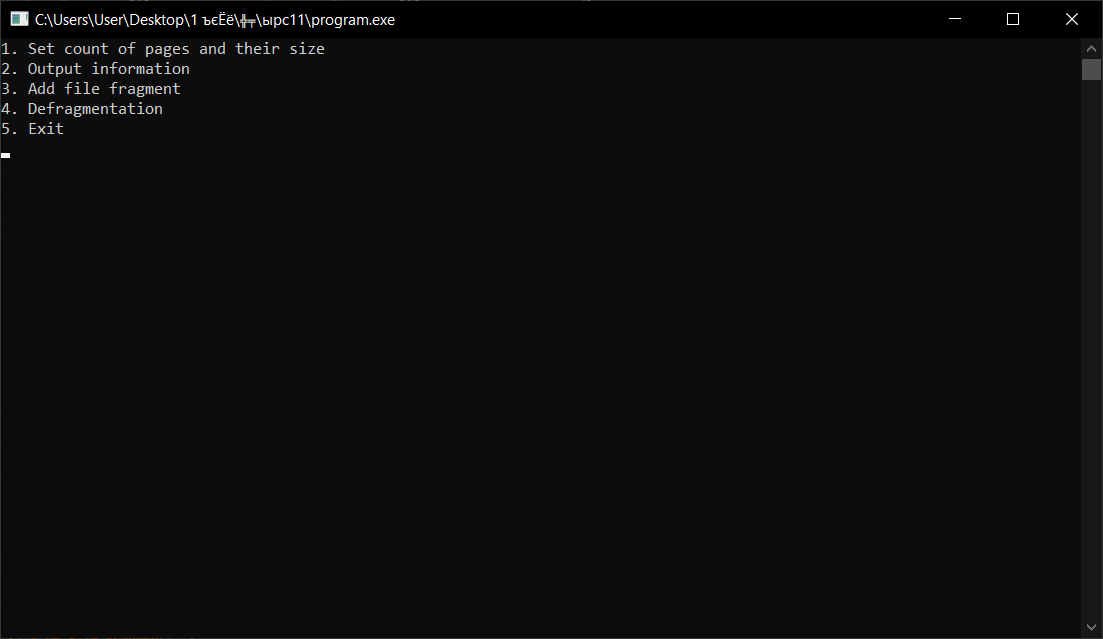 C:\Users\User\Desktop\1 ъєЁё\╬╤\ырс11\program.exe
1. Set count of pages and their size
2. Output information
3. Add file fragment
4. Defragmentation
5. Exit